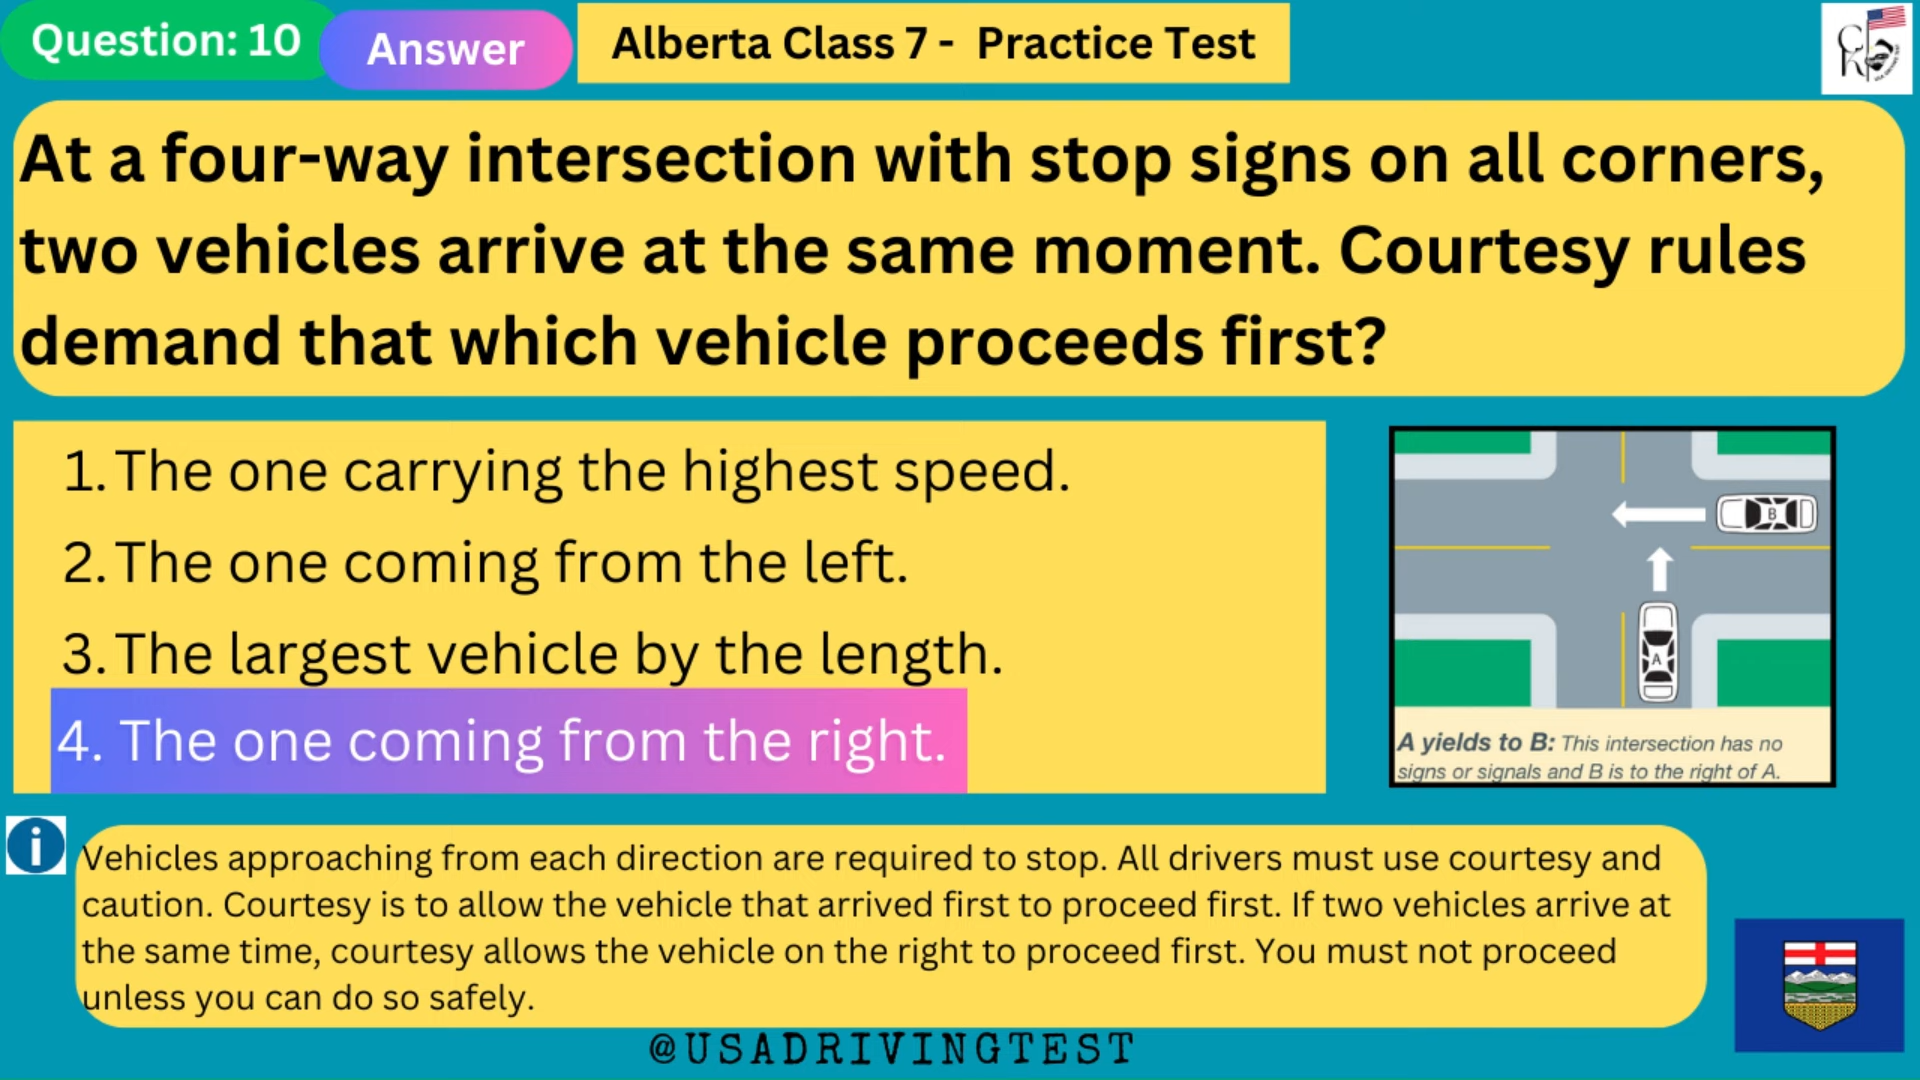 Question: 10
Answer
Alberta Class 7 - Practice Test
At a four-way intersection with stop signs on all corners,
two vehicles arrive at the same moment. Courtesy rules
demand that which vehicle proceeds first?
1. The one carrying the highest speed.
2. The one coming from the left.
3. The largest vehicle by the length.
4. The one coming from the right.
B
A
A yields to B: This intersection has no
signs or signals and B is to the right of A.
i
Vehicles approaching from each direction are required to stop. All drivers must use courtesy and
caution. Courtesy is to allow the vehicle that arrived first to proceed first. If two vehicles arrive at
the same time, courtesy allows the vehicle on the right to proceed first. You must not proceed
unless you can do so safely.
@USADRIVINGTEST